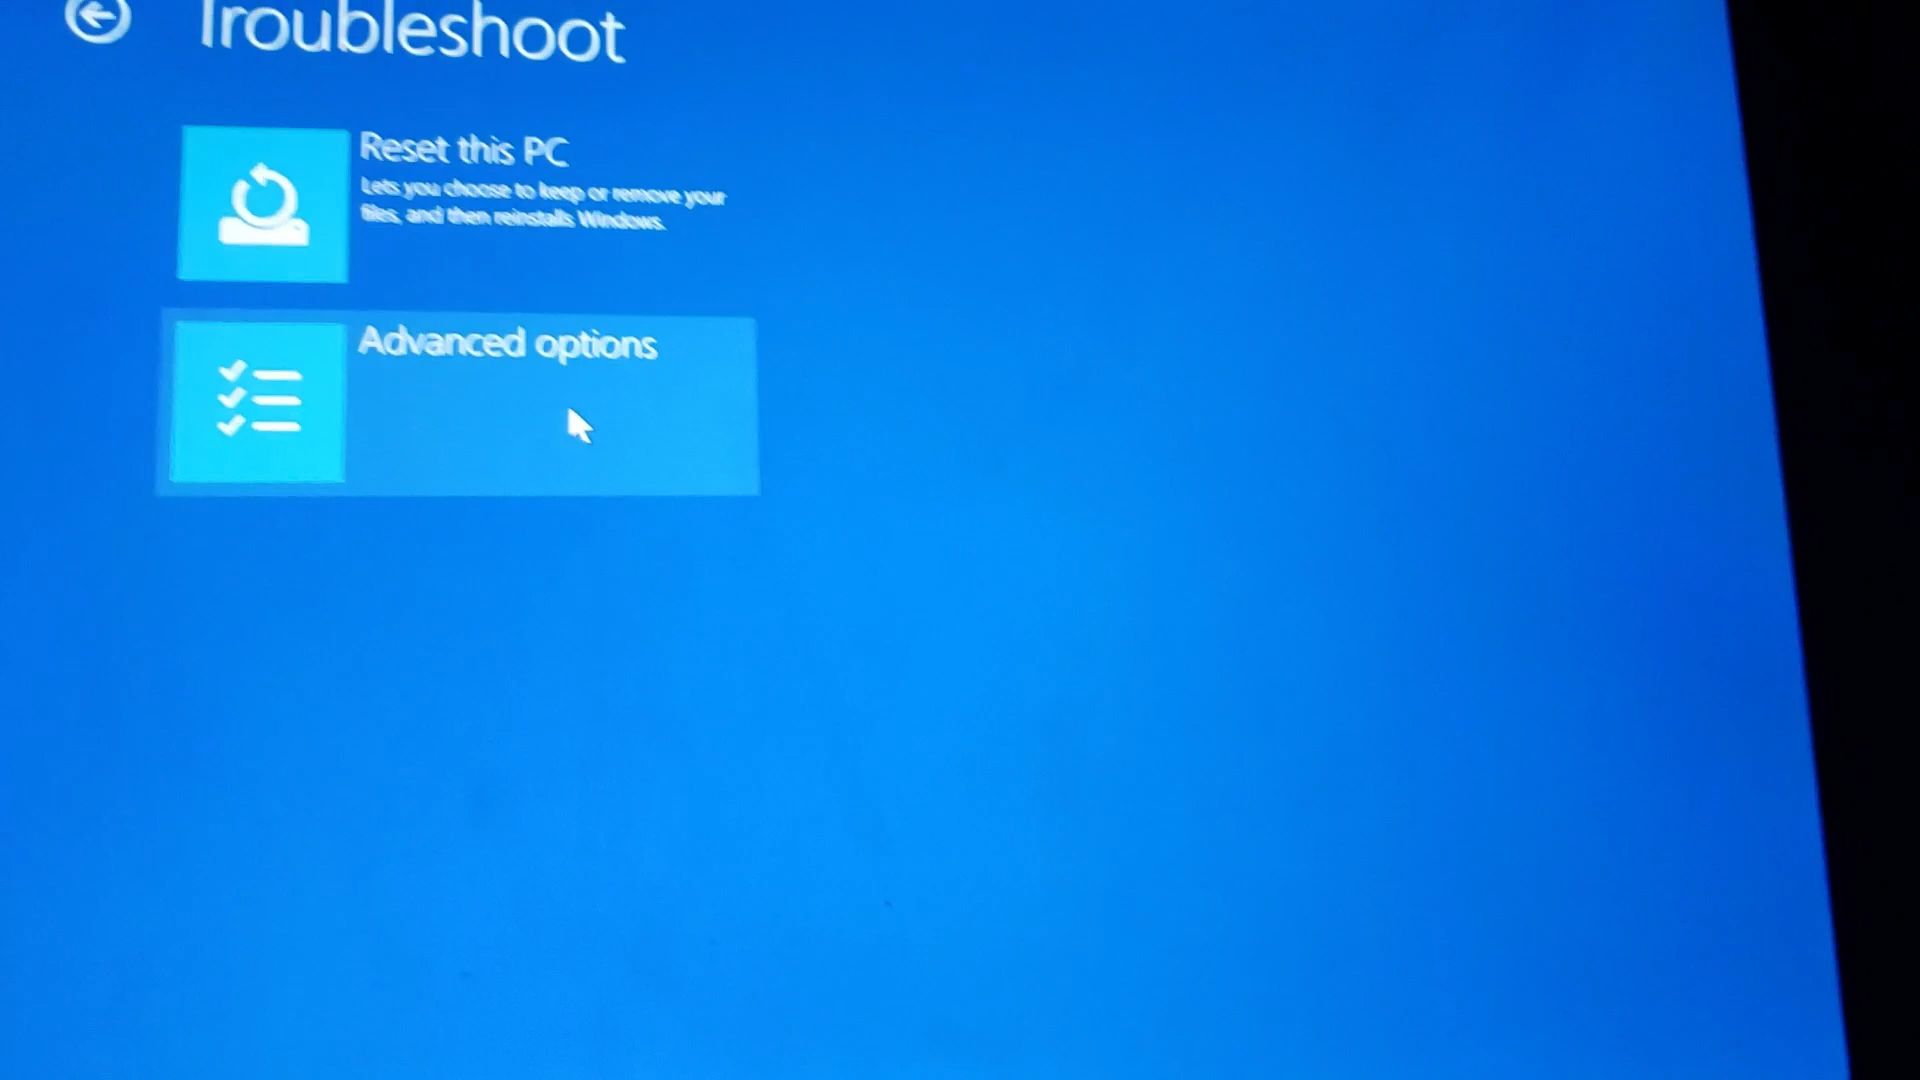 Troubleshoot
Reset this PC
Lets you choose to keep or remove your
files, and then reinstalls Windows.
Advanced options